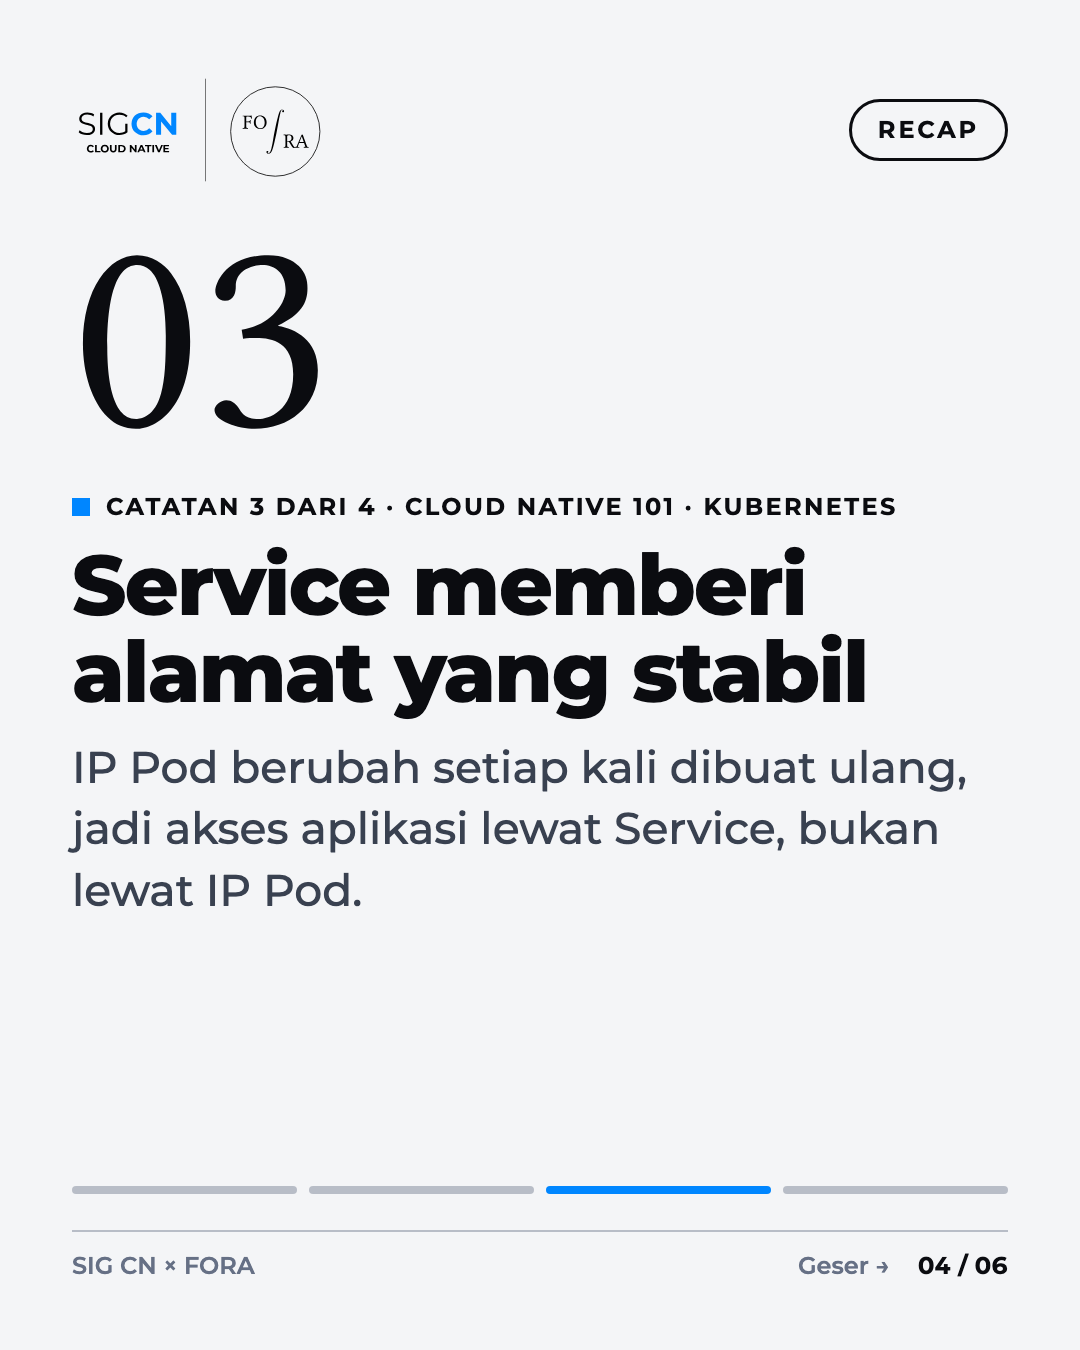 SIGCN
CLOUD NATIVE
FO RA
RECAP
03
CATATAN 3 DARI 4 · CLOUD NATIVE 101 · KUBERNETES
Service memberi
alamat yang stabil
IP Pod berubah setiap kali dibuat ulang,
jadi akses aplikasi lewat Service, bukan
lewat IP Pod.
SIG CN × FORA
Geser → 04 / 06